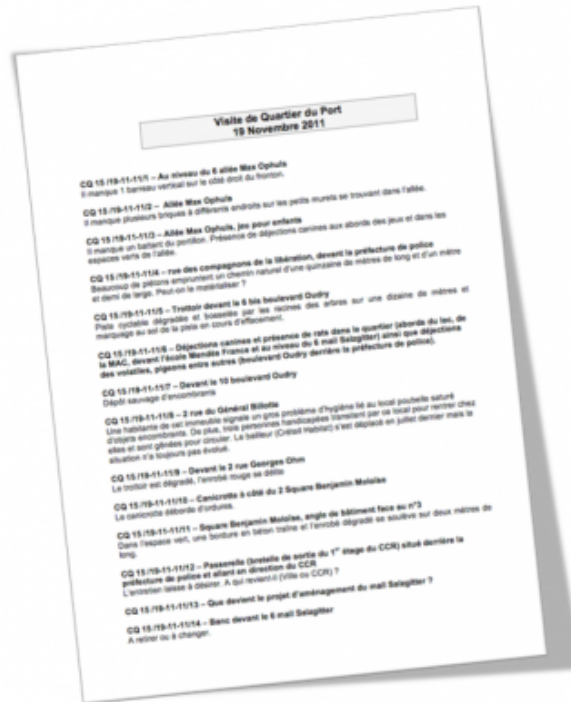 Visite de Quartier du Port
19 Novembre 2011
CQ 15 /19-11-11/1 – Au niveau du 6 allée Max Ophuls
Il manque 1 barreau vertical sur le côté droit du fronton.
CQ 15 /19-11-11/2 – Allée Max Ophuls
Il manque plusieurs briques à différents endroits sur les petits murets se trouvant dans l'allée.
CQ 15 /19-11-11/3 – Allée Max Ophuls, jeu pour enfants
Il manque un battant du portillon. Présence de déjections canines aux abords des jeux et dans les
espaces verts de l'allée.
CQ 15 /19-11-11/4 – rue des compagnons de la libération, devant la préfecture de police
Beaucoup de piétons empruntent un chemin naturel d'une quinzaine de mètres de long et d'un mètre
et demi de large. Peut-on le matérialiser ?
CQ 15 /19-11-11/5 – Trottoir devant le 6 bis boulevard Oudry
Piste cyclable dégradée et bosselée par les racines des arbres sur une dizaine de mètres et
marquage au sol de la piste en cours d'effacement.
CQ 15 /19-11-11/6 – Déjections canines et présence de rats dans le quartier (abords du lac, de
la MAC, devant l'école Mendès France et au niveau du 6 mail Salzgitter) ainsi que déjections
des volatiles, pigeons entre autres (boulevard Oudry derrière la préfecture de police).
CQ 15 /19-11-11/7 – Devant le 10 boulevard Oudry
Dépôt sauvage d'encombrants
CQ 15 /19-11-11/8 – 2 rue du Général Billotte
Une habitante de cet immeuble signale un gros problème d'hygiène lié au local poubelle saturé
d'objets encombrants. De plus, trois personnes handicapées transitent par ce local pour rentrer chez
elles et sont gênées pour circuler. Le bailleur (Créteil Habitat) s'est déplacé en juillet dernier mais la
situation n'a toujours pas évolué.
CQ 15 /19-11-11/9 – Devant le 2 rue Georges Ohm
Le trottoir est dégradé, l'enrobé rouge se délite
CQ 15 /19-11-11/10 – Canicrotte à côté du 2 Square Benjamin Moloïse
Le canicrotte déborde d'ordures.
CQ 15 /19-11-11/11 – Square Benjamin Moloïse, angle de bâtiment face au n°3
Dans l'espace vert, une bordure en béton traîne et l'enrobé dégradé se soulève sur deux mètres de
long.
CQ 15 /19-11-11/12 – Passerelle (bretelle de sortie du 1er étage du CCR) situé derrière la
préfecture de police et allant en direction du CCR
L'entretien laisse à désirer. A qui revient-il (Ville ou CCR) ?
CQ 15 /19-11-11/13 – Que devient le projet d'aménagement du mail Salzgitter ?
CQ 15 /19-11-11/14 – Banc devant le 6 mail Salzgitter
A retirer ou à changer.